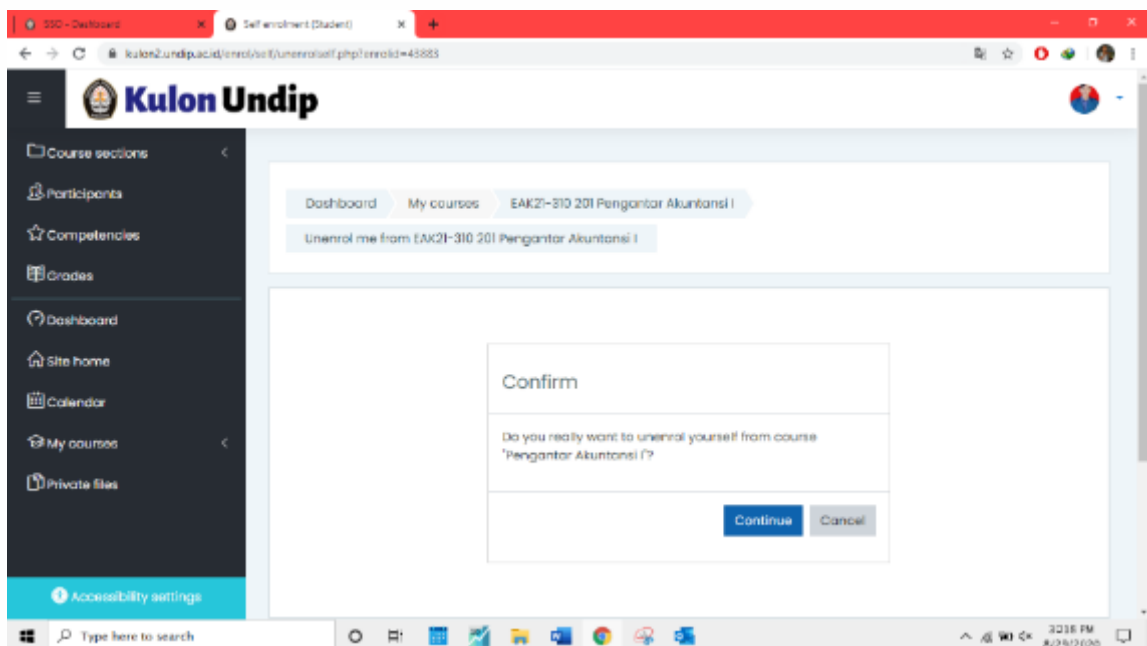 SSO - Dashboard
Self enrolment (Student)
kulon2.undip.ac.id/enrol/self/unenrolself.php?enrolid=43883
Kulon Undip
Course sections
Participants
Competencies
Grades
Dashboard
Site home
Calendar
My courses
Private files
Accessibility settings
Dashboard
My courses
EAK21-310 201 Pengantar Akuntansi I
Unenrol me from EAK21-310 201 Pengantar Akuntansi I
Confirm
Do you really want to unenrol yourself from course
'Pengantar Akuntansi I'?
Continue
Cancel
Type here to search